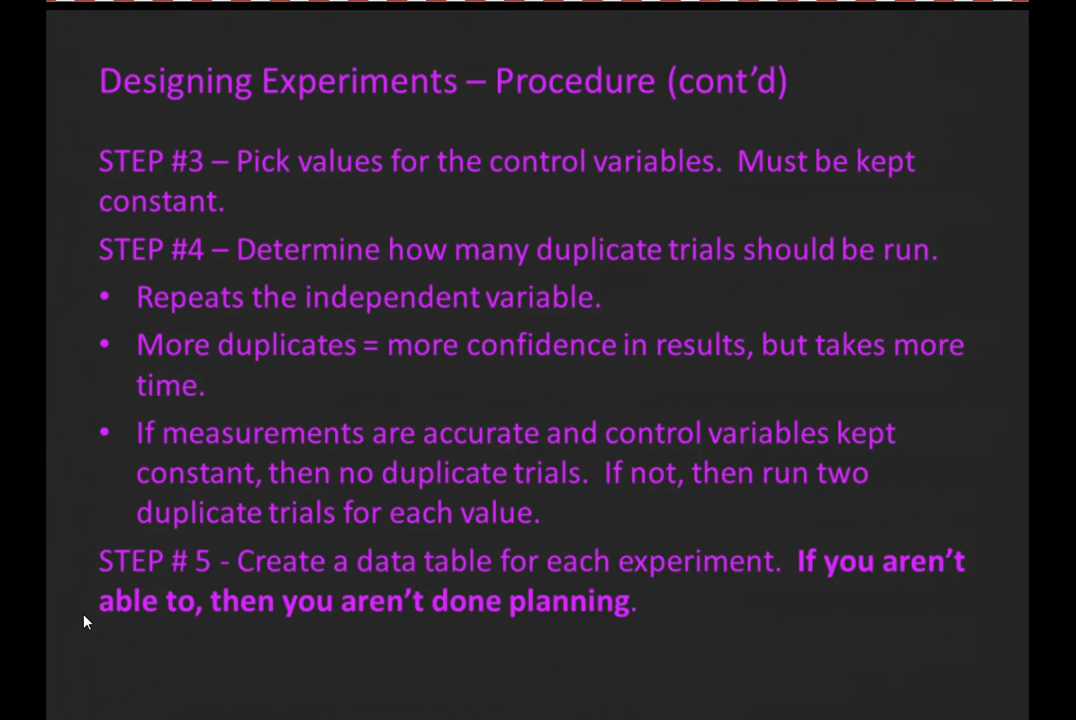 Designing Experiments – Procedure (cont’d)
STEP #3 – Pick values for the control variables.  Must be kept
constant.
STEP #4 – Determine how many duplicate trials should be run.
• Repeats the independent variable.
• More duplicates = more confidence in results, but takes more
time.
• If measurements are accurate and control variables kept
constant, then no duplicate trials.  If not, then run two
duplicate trials for each value.
STEP # 5 - Create a data table for each experiment.  If you aren’t
able to, then you aren’t done planning.